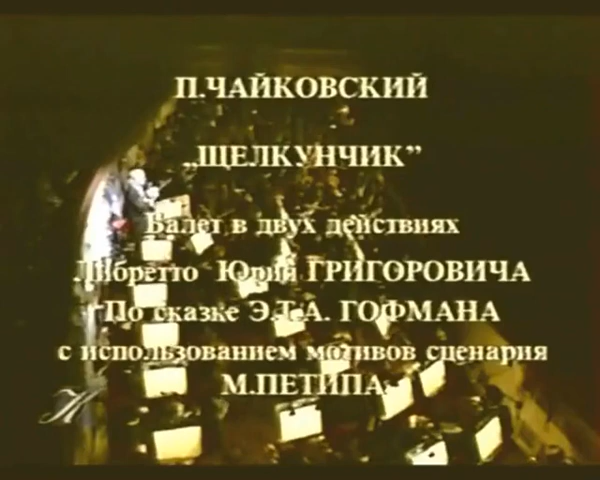 П.ЧАЙКОВСКИЙ
„ЩЕЛКУНЧИК”
Балет в двух действиях
Либретто Юрия ГРИГОРОВИЧА
По сказке Э.Т.А. ГОФМАНА
с использованием мотивов сценария
М.ПЕТИПА